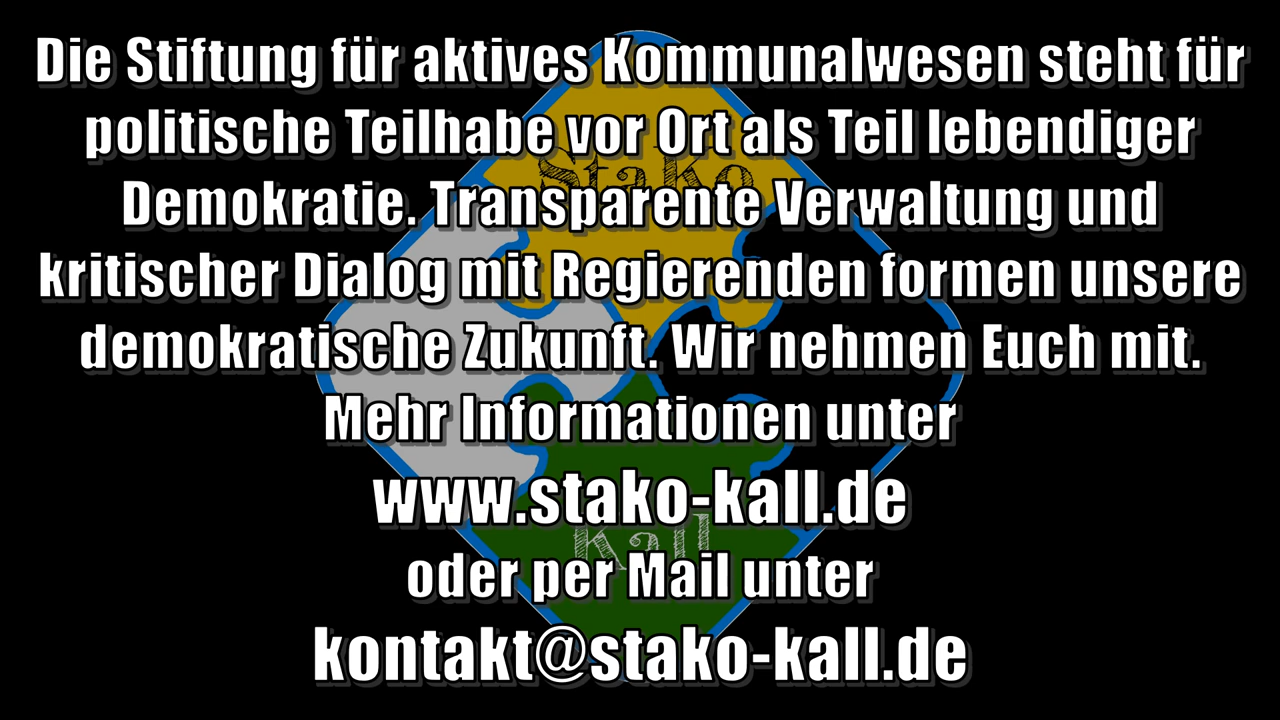 Die Stiftung für aktives Kommunalwesen steht für
politische Teilhabe vor Ort als Teil lebendiger
Demokratie. Transparente Verwaltung und
kritischer Dialog mit Regierenden formen unsere
demokratische Zukunft. Wir nehmen Euch mit.
Mehr Informationen unter
www.stako-kall.de
oder per Mail unter
kontakt@stako-kall.de
StaKo
Kall